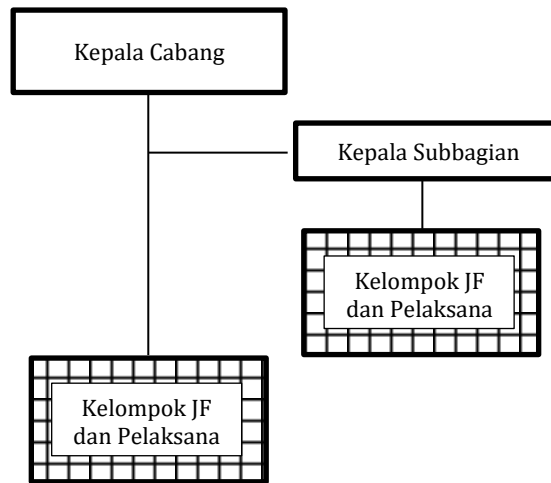 Kepala Cabang
Kepala Subbagian
Kelompok JF
dan Pelaksana
Kelompok JF
dan Pelaksana